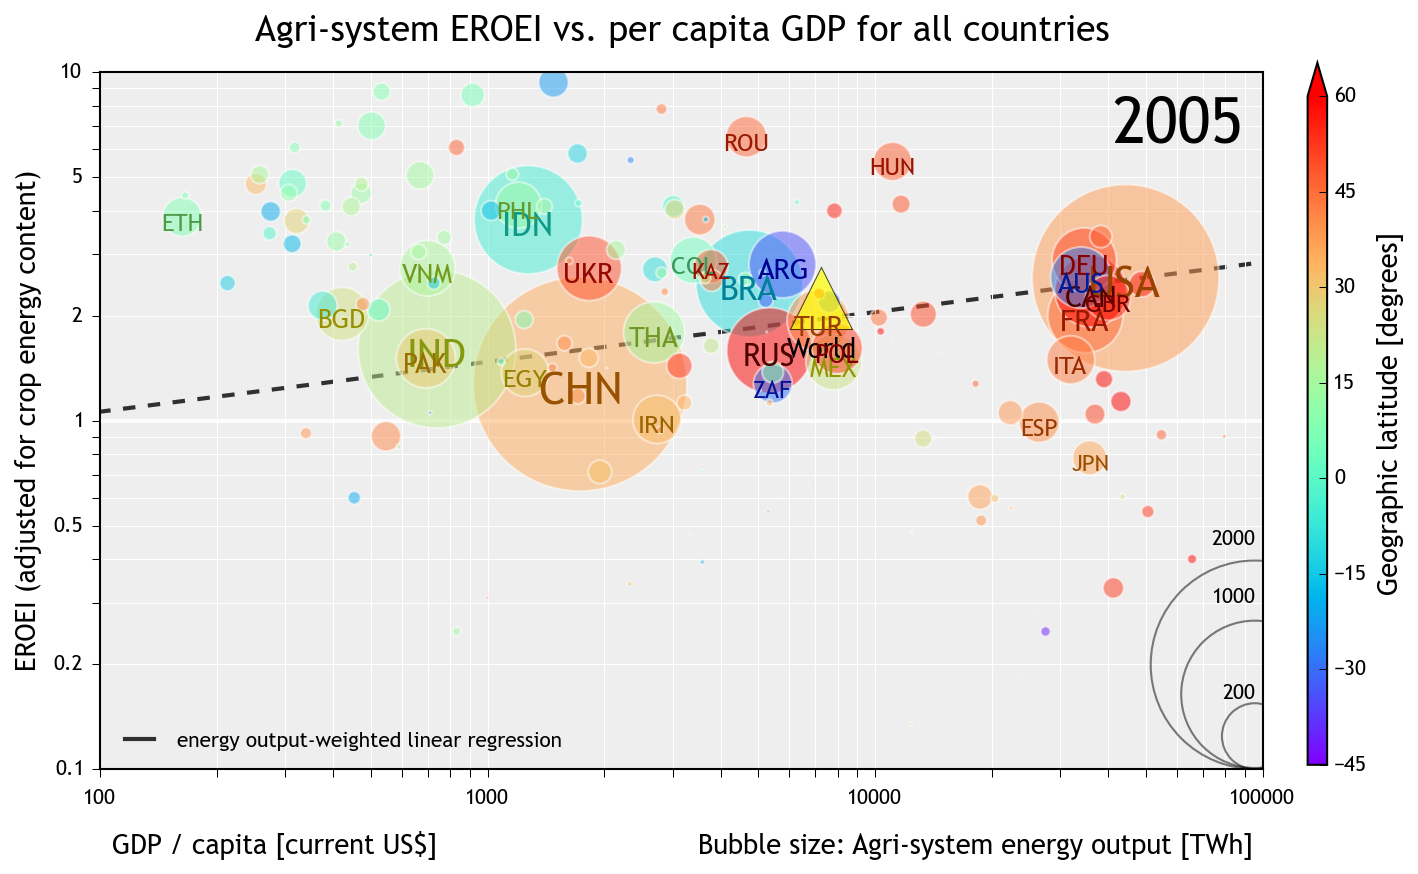 Agri-system EROEI vs. per capita GDP for all countries
2005
EROEI (adjusted for crop energy content)
10
5
2
1
0.5
0.2
0.1
100
1000
10000
100000
GDP / capita [current US$]
Bubble size: Agri-system energy output [TWh]
energy output-weighted linear regression
ROU
HUN
ETH
PHL
IDN
VNM
UKR
COL
KAZ
ARG
BRA
DEU
AUS
USA
CAN
GBR
FRA
BGD
THA
TUR
World
RUS
POL
MEX
IND
PAK
EGY
CHN
ZAF
ITA
IRN
ESP
JPN
2000
1000
200
60
45
30
15
0
−15
−30
−45
Geographic latitude [degrees]